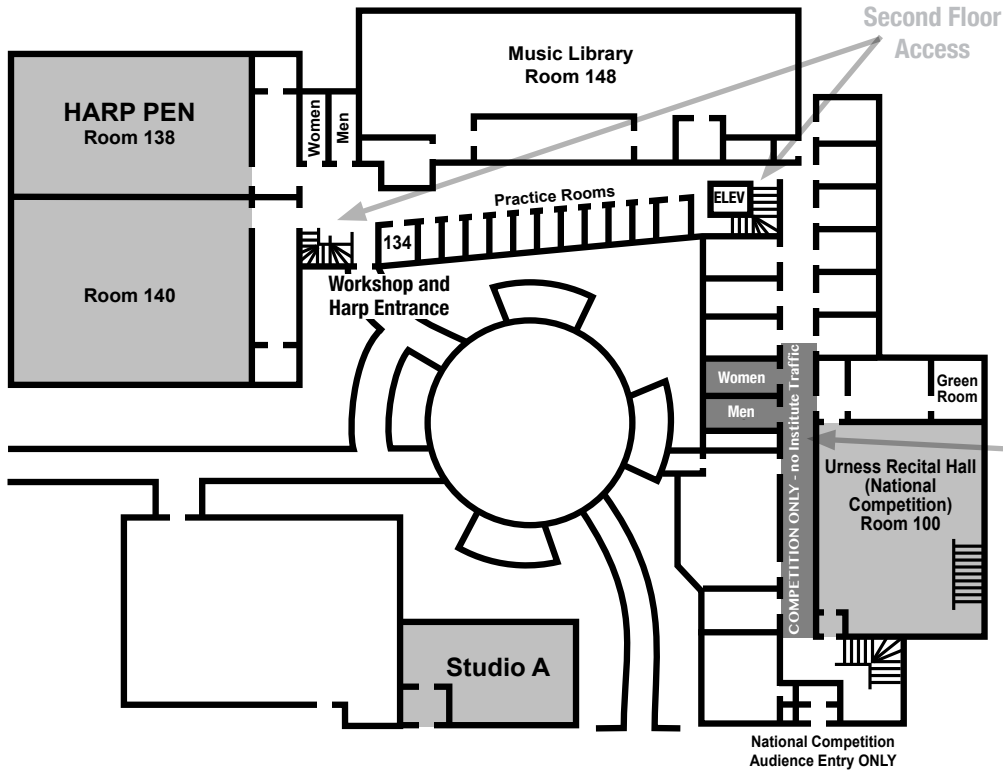 Second Floor
Access
Music Library
Room 148
HARP PEN
Room 138
Women
Men
ELEV
Practice Rooms
134
Workshop and
Harp Entrance
Room 140
Women
Men
COMPETITION ONLY - no Institute Traffic
Green
Room
Urness Recital Hall
(National
Competition)
Room 100
Studio A
National Competition
Audience Entry ONLY